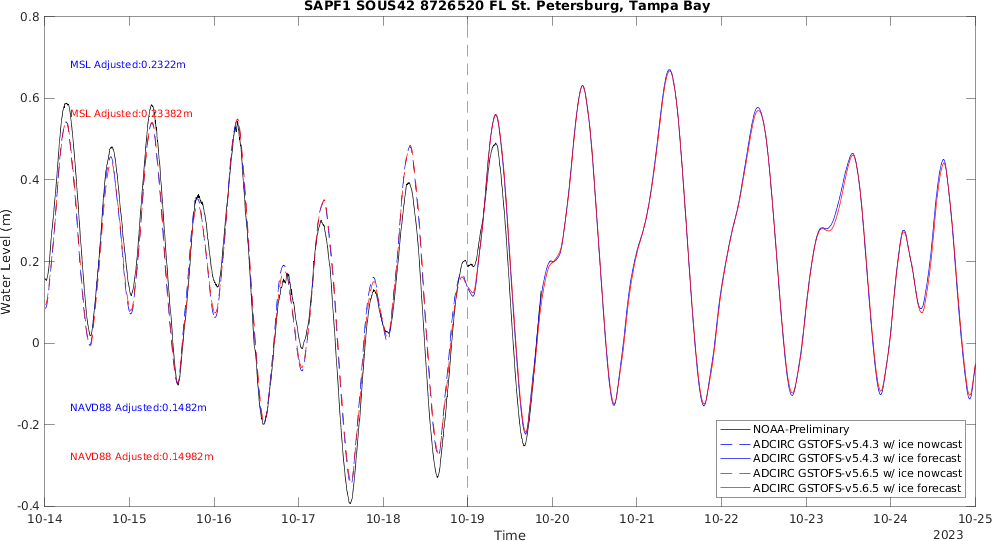 SAPF1 SOUS42 8726520 FL St. Petersburg, Tampa Bay
0.8
0.6
0.4
0.2
0
-0.2
-0.4
Water Level (m)
MSL Adjusted:0.2322m
MSL Adjusted:0.23382m
NAVD88 Adjusted:0.1482m
NAVD88 Adjusted:0.14982m
NOAA-Preliminary
ADCIRC GSTOFS-v5.4.3 w/ ice nowcast
ADCIRC GSTOFS-v5.4.3 w/ ice forecast
ADCIRC GSTOFS-v5.6.5 w/ ice nowcast
ADCIRC GSTOFS-v5.6.5 w/ ice forecast
10-14 10-15 10-16 10-17 10-18 10-19 10-20 10-21 10-22 10-23 10-24 10-25
Time
2023